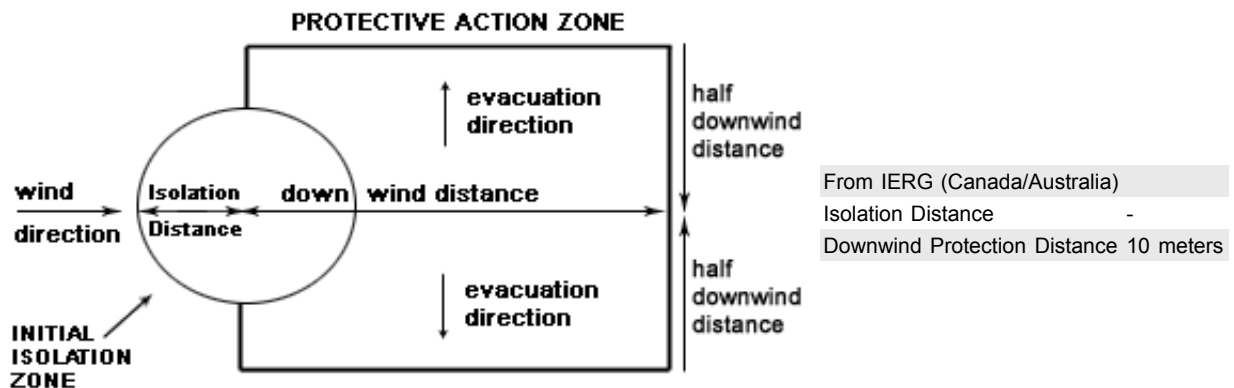 PROTECTIVE ACTION ZONE
evacuation
direction
half
downwind
distance
wind
direction
Isolation
Distance
down wind distance
evacuation
direction
half
downwind
distance
INITIAL
ISOLATION
ZONE
From IERG (Canada/Australia)
Isolation Distance -
Downwind Protection Distance 10 meters